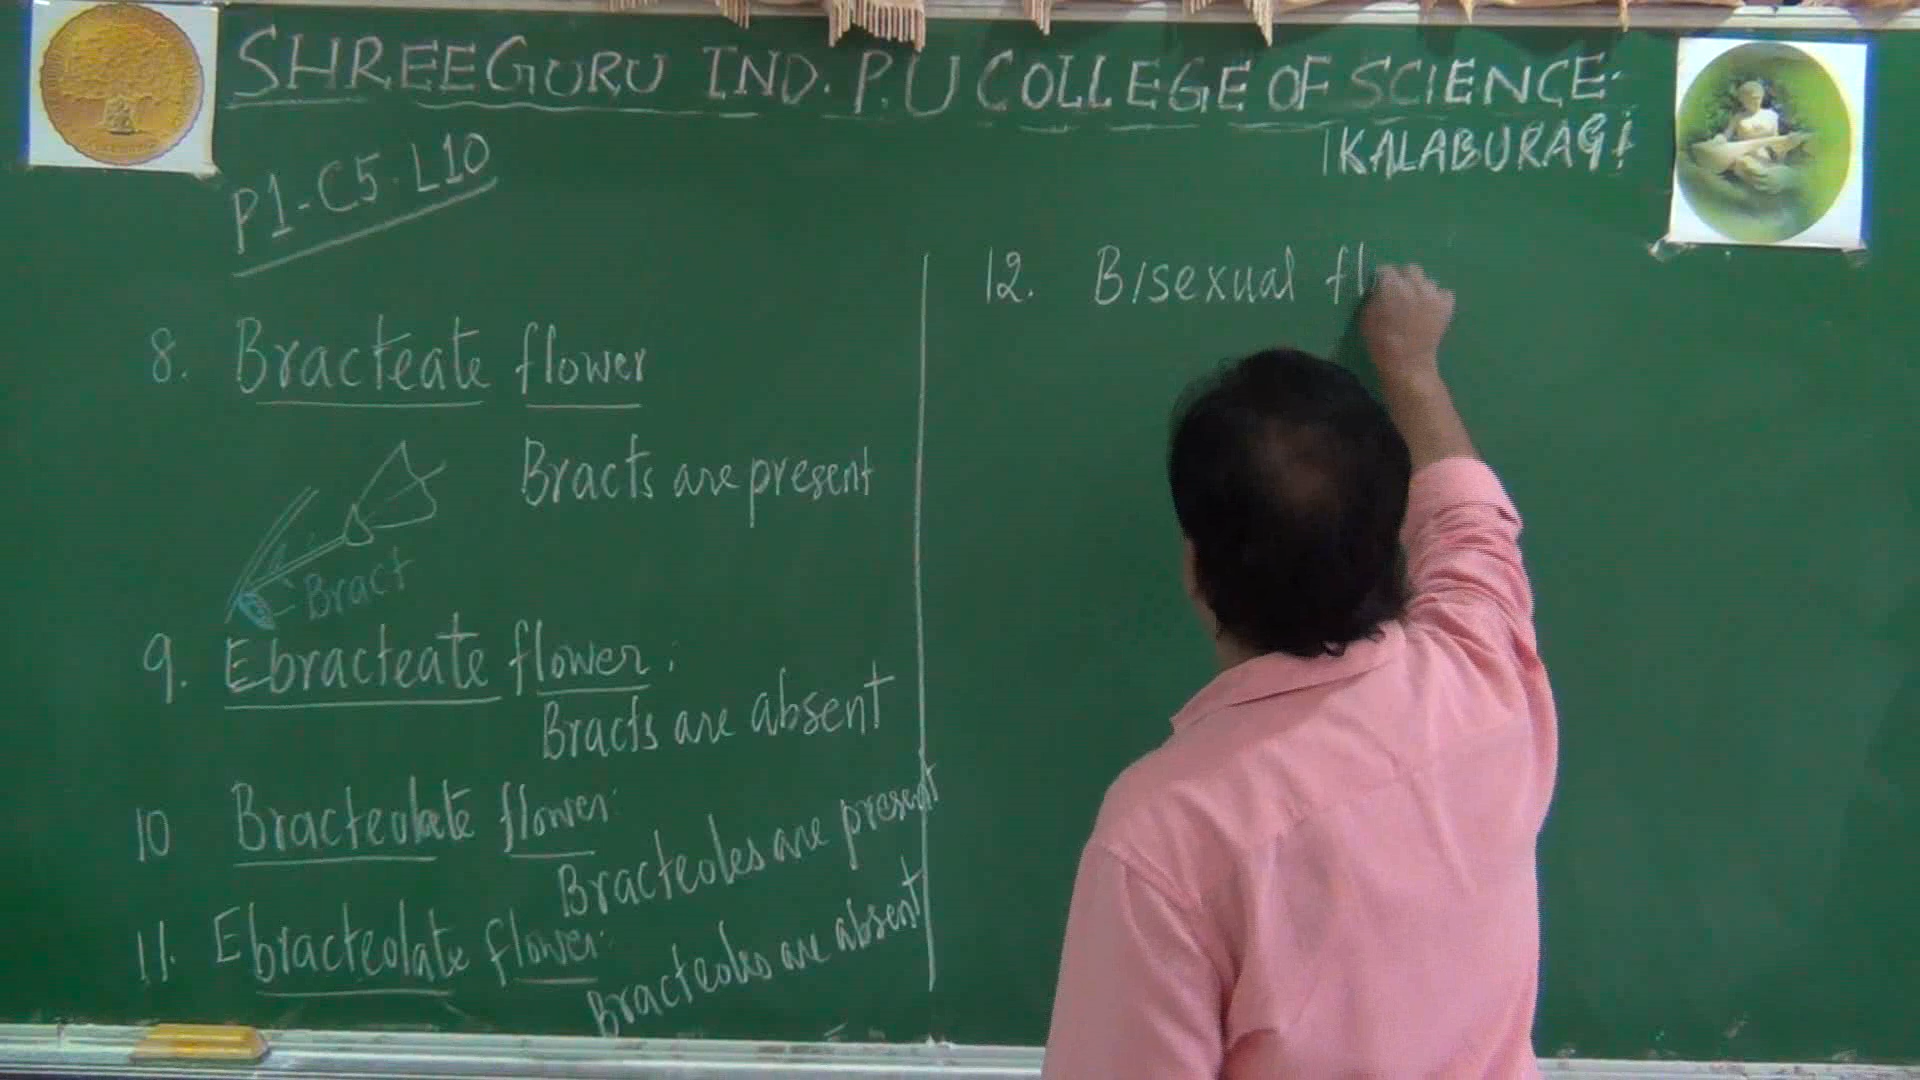 SHREEGURU IND. P.U COLLEGE OF SCIENCE
KALABURAGI
P1-C5.L10
8. Bracteate flower
Bracts are present
Bract
9. Ebracteate flower:
Bracts are absent
10 Bracteolate flower:
Bracteoles are present
11. Ebracteolate flower:
Bracteoles are absent
12. Bisexual fl